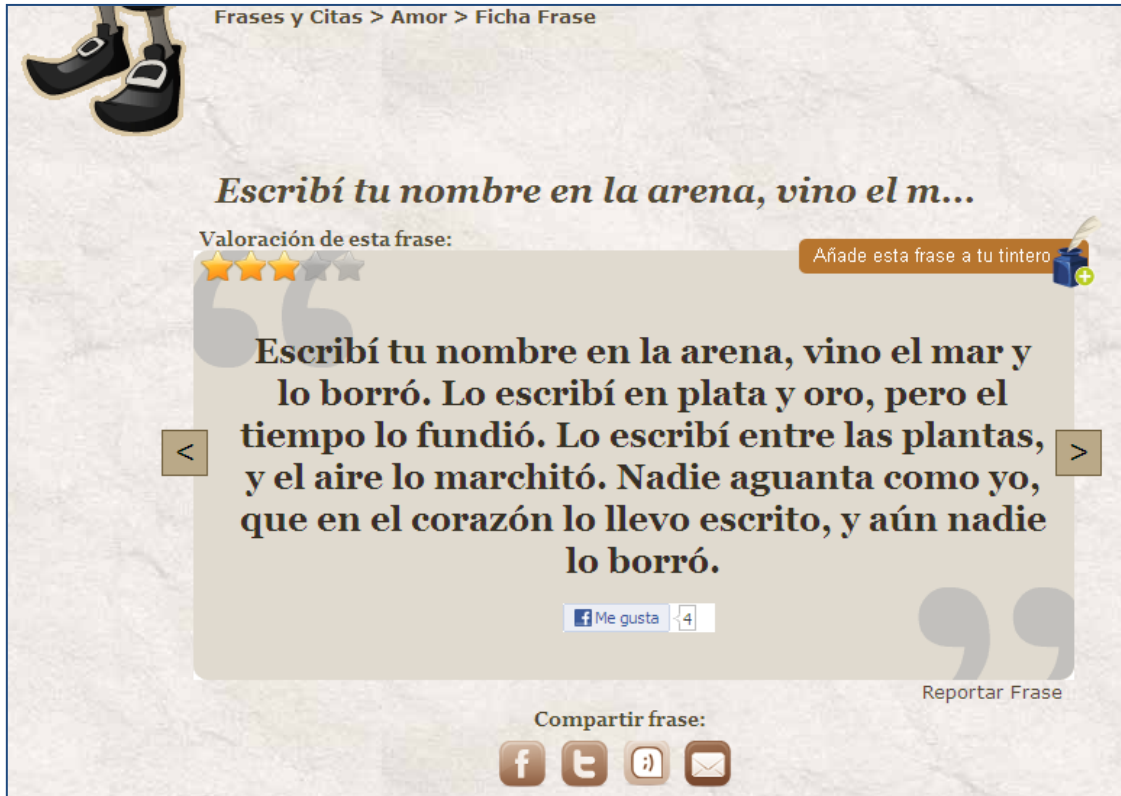 Frases y Citas > Amor > Ficha Frase
Escribí tu nombre en la arena, vino el m...
Valoración de esta frase:
Añade esta frase a tu tintero
Escribí tu nombre en la arena, vino el mar y
lo borró. Lo escribí en plata y oro, pero el
tiempo lo fundió. Lo escribí entre las plantas,
y el aire lo marchitó. Nadie aguanta como yo,
que en el corazón lo llevo escrito, y aún nadie
lo borró.
<
>
Me gusta 4
Reportar Frase
Compartir frase: